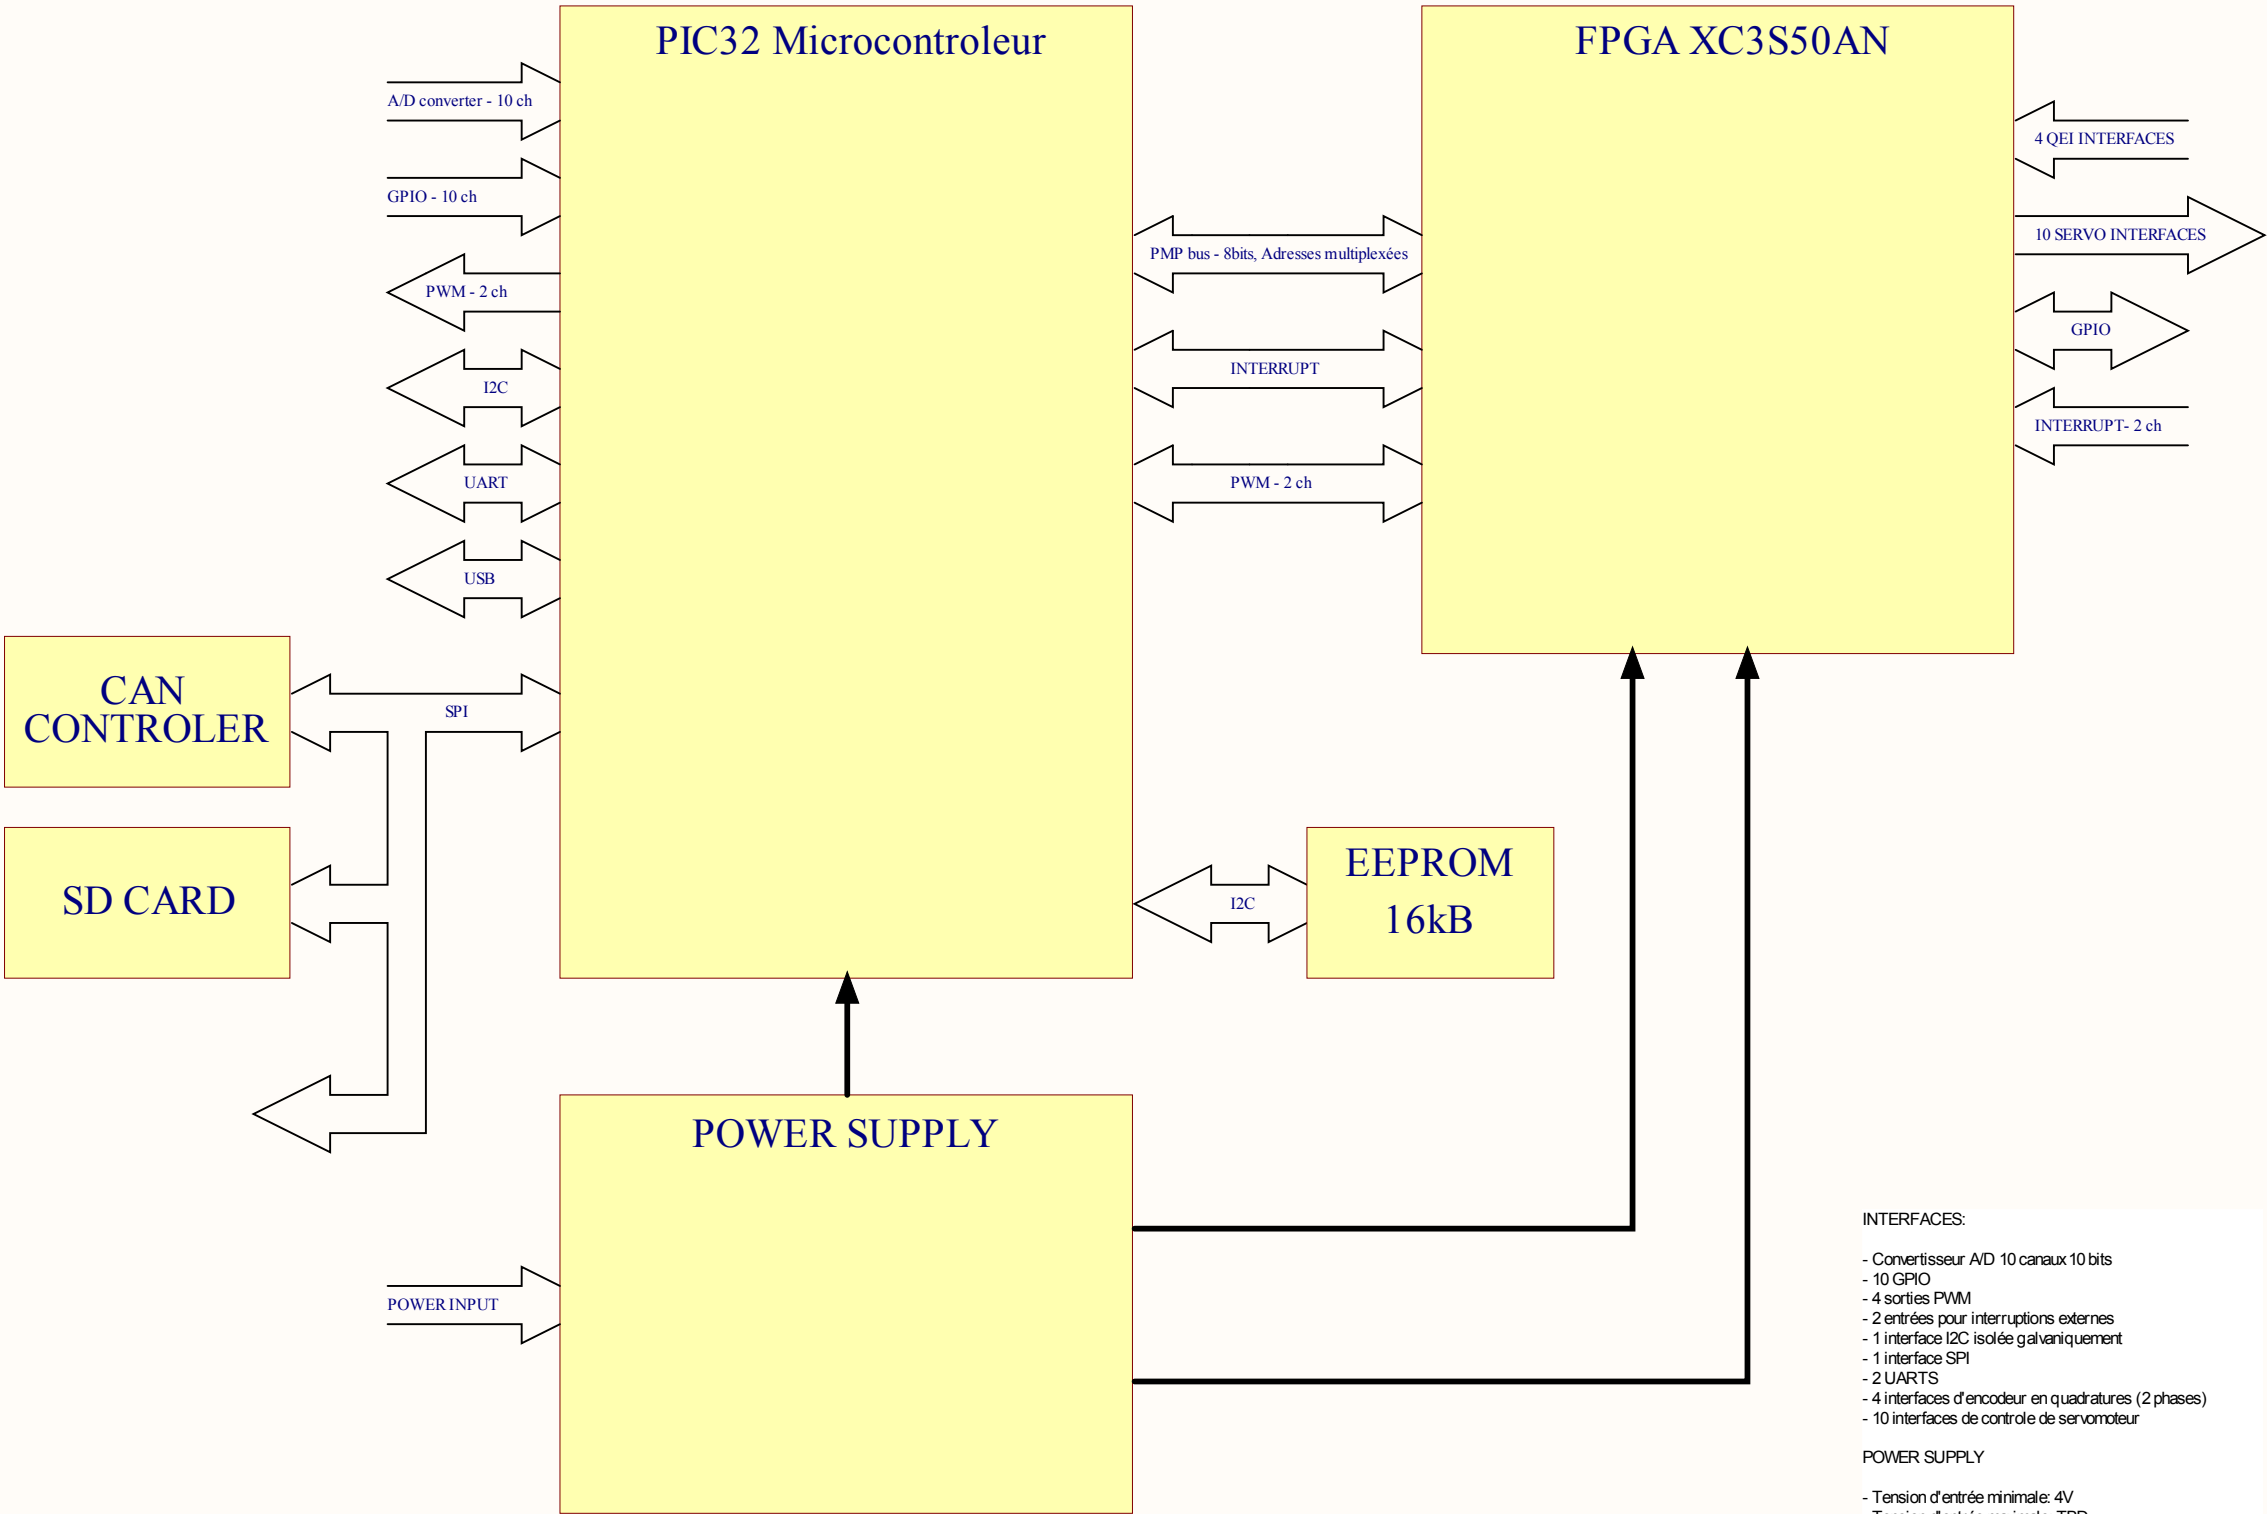 PIC32 Microcontroleur
FPGA XC3S50AN
A/D converter - 10 ch
GPIO - 10 ch
PWM - 2 ch
I2C
UART
USB
CAN
CONTROLER
SPI
SD CARD
PMP bus - 8bits, Adresses multiplexées
INTERRUPT
PWM - 2 ch
4 QEI INTERFACES
10 SERVO INTERFACES
GPIO
INTERRUPT- 2 ch
I2C
EEPROM
16kB
POWER SUPPLY
POWER INPUT
INTERFACES:
- Convertisseur A/D 10 canaux 10 bits
- 10 GPIO
- 4 sorties PWM
- 2 entrées pour interruptions externes
- 1 interface I2C isolée galvaniquement
- 1 interface SPI
- 2 UARTS
- 4 interfaces d'encodeur en quadratures (2 phases)
- 10 interfaces de controle de servomoteur
POWER SUPPLY
- Tension d'entrée minimale: 4V